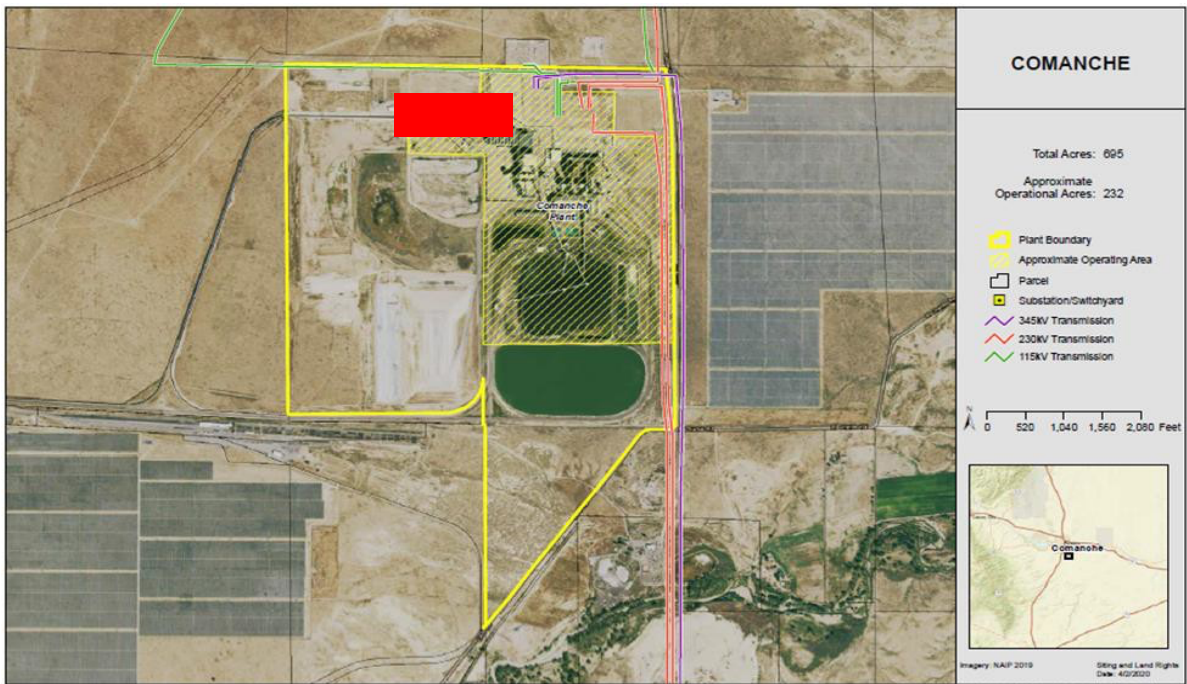 COMANCHE
Total Acres: 695
Approximate
Operational Acres: 232
Plant Boundary
Approximate Operating Area
Parcel
Substation/Switchyard
345kV Transmission
230kV Transmission
115kV Transmission
N
0 520 1,040 1,560 2,080 Feet
Comanche
Plant
Comanche
Imagery: NAIP 2019
Siting and Land Rights
Date: 4/2/2020